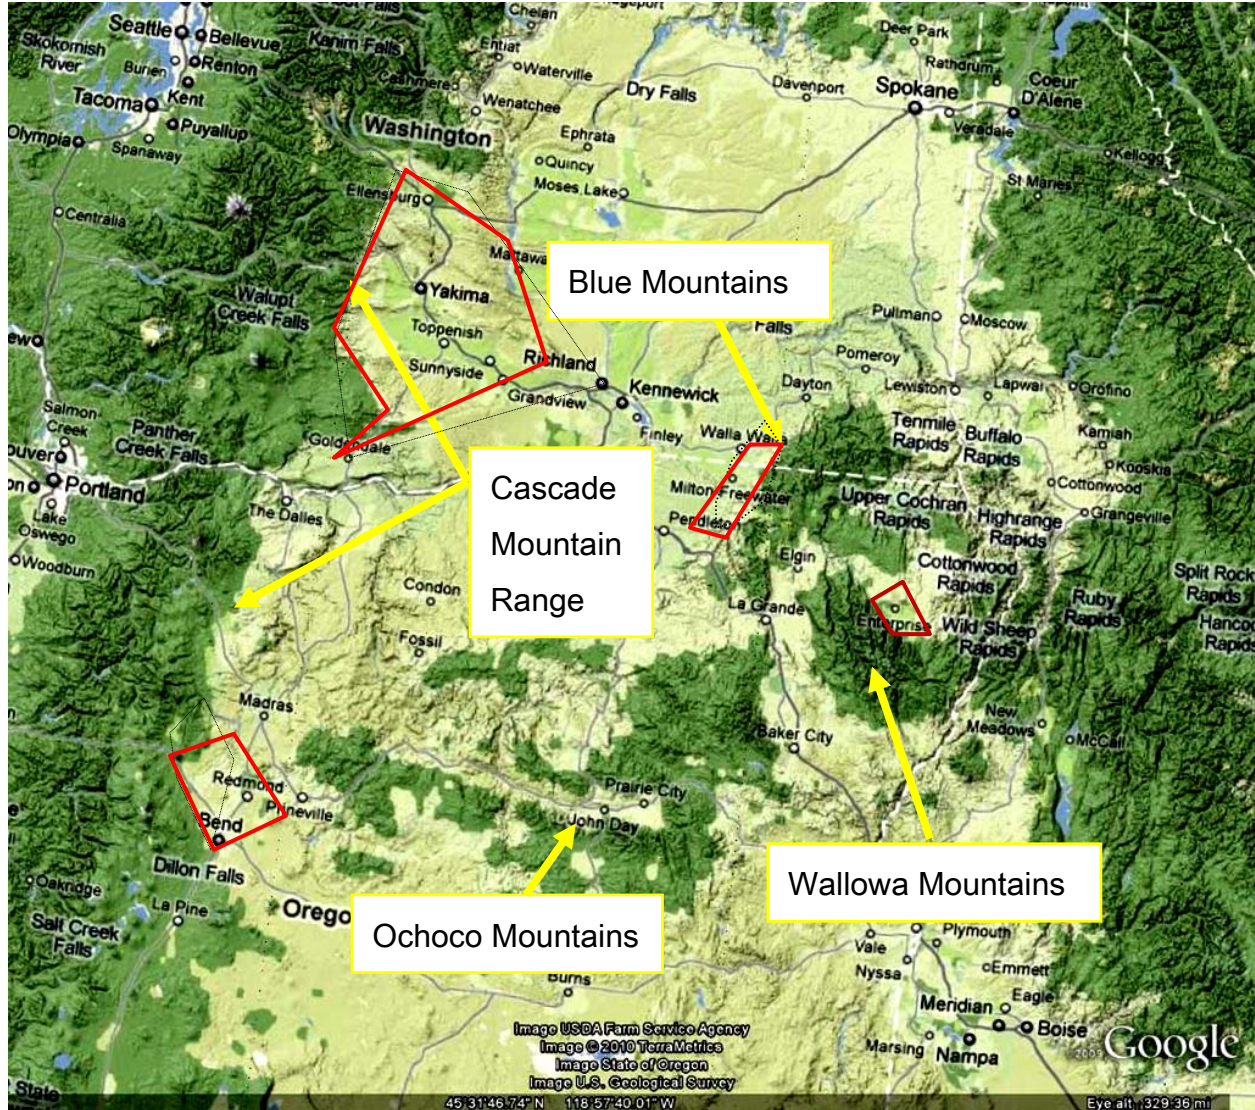 Chelan
Deer Park
Seattle
Bellevue
Kanim Falls
Entiat
Rathdrum
Skokomish
River
Burien
Renton
Cashmere
Waterville
Dry Falls
Davenport
Spokane
Coeur
D'Alene
Tacoma
Kent
Wenatchee
Puyallup
Washington
Ephrata
Veradale
Olympia
Spanaway
Quincy
Kellogg
Ellensburg
Moses Lake
St Maries
Centralia
Mattawa
Blue Mountains
Walupt
Creek Falls
Yakima
Falls
Pullman
Moscow
Toppenish
Richland
Pomeroy
Sunnyside
Kennewick
Dayton
Lewiston
Lapwai
Orofino
Grandview
Salmon
Creek
Panther
Creek Falls
Goldendale
Finley
Walla Walla
Tenmile
Rapids
Buffalo
Rapids
Kamiah
Kooskia
ouver
Portland
Cascade
Mountain
Range
Milton-Freewater
Upper Cochran
Rapids
Cottonwood
Highrange
Rapids
Grangeville
Lake
Oswego
The Dalles
Pendleton
Woodburn
Elgin
Cottonwood
Rapids
Split Rock
Rapids
Condon
La Grande
Enterprise
Wild Sheep
Rapids
Ruby
Rapids
Hancoc
Rapids
Fossil
Madras
New
Meadows
McCall
Baker City
Redmond
Prineville
Prairie City
John Day
Bend
Dillon Falls
Wallowa Mountains
Oakridge
La Pine
Orego
Ochoco Mountains
Salt Creek
Falls
Vale
Plymouth
Nyssa
Emmett
Burns
Meridian
Eagle
Boise
Marsing
Nampa
Image USDA Farm Service Agency
Image © 2010 TerraMetrics
Image State of Oregon
Image U.S. Geological Survey
©2009 Google
State
45°31'46.74" N 118°57'40.01" W
Eye alt 329.36 mi